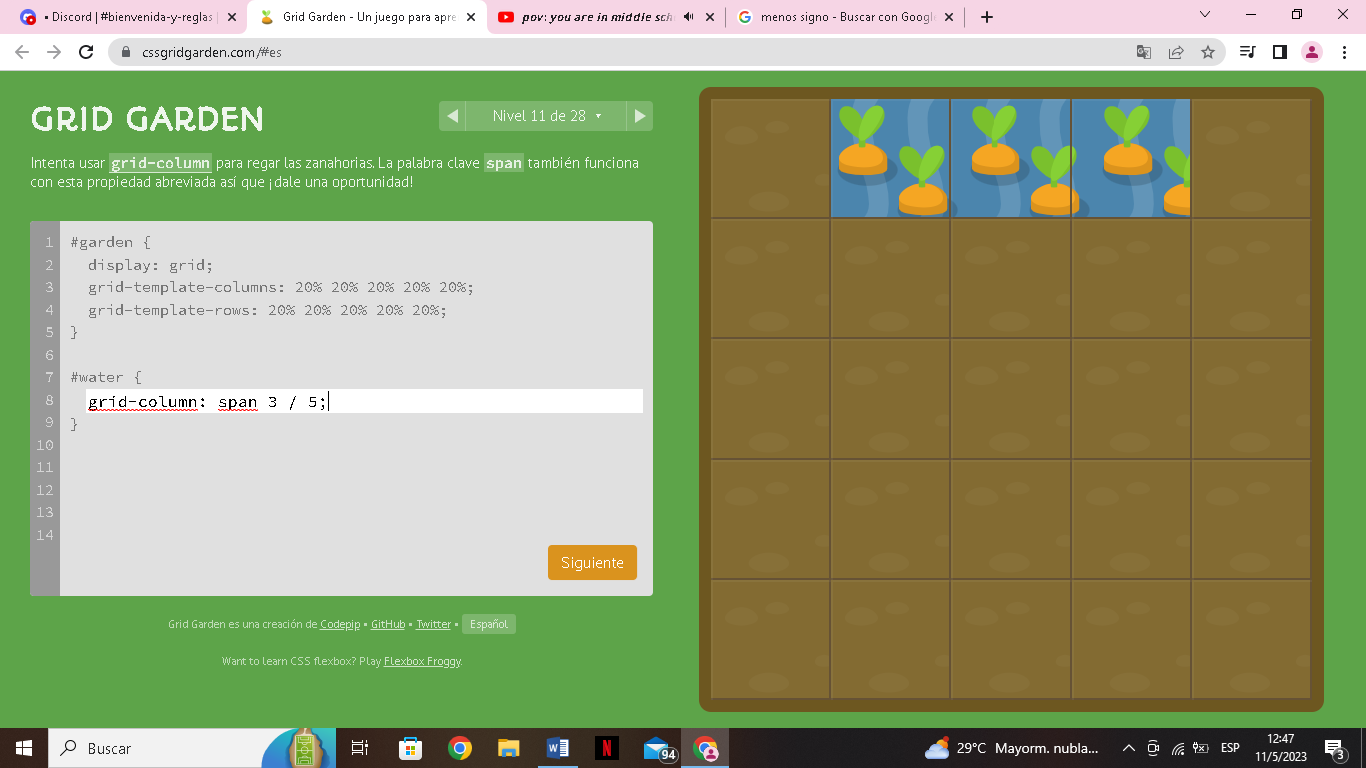 • Discord | #bienvenida-y-reglas
Grid Garden - Un juego para apre
pov: you are in middle sch
menos signo - Buscar con Google
cssgridgarden.com/#es
GRID GARDEN
Nivel 11 de 28
Intenta usar grid-column para regar las zanahorias. La palabra clave span también funciona
con esta propiedad abreviada así que ¡dale una oportunidad!
1 #garden {
2 display: grid;
3 grid-template-columns: 20% 20% 20% 20% 20%;
4 grid-template-rows: 20% 20% 20% 20% 20%;
5 }
6
7 #water {
8 grid-column: span 3 / 5;
9 }
10
11
12
13
14
Siguiente
Grid Garden es una creación de Codepip • GitHub • Twitter • Español
Want to learn CSS flexbox? Play Flexbox Froggy.
Buscar
94
29°C Mayorm. nubla...
ESP
12:47
11/5/2023
3